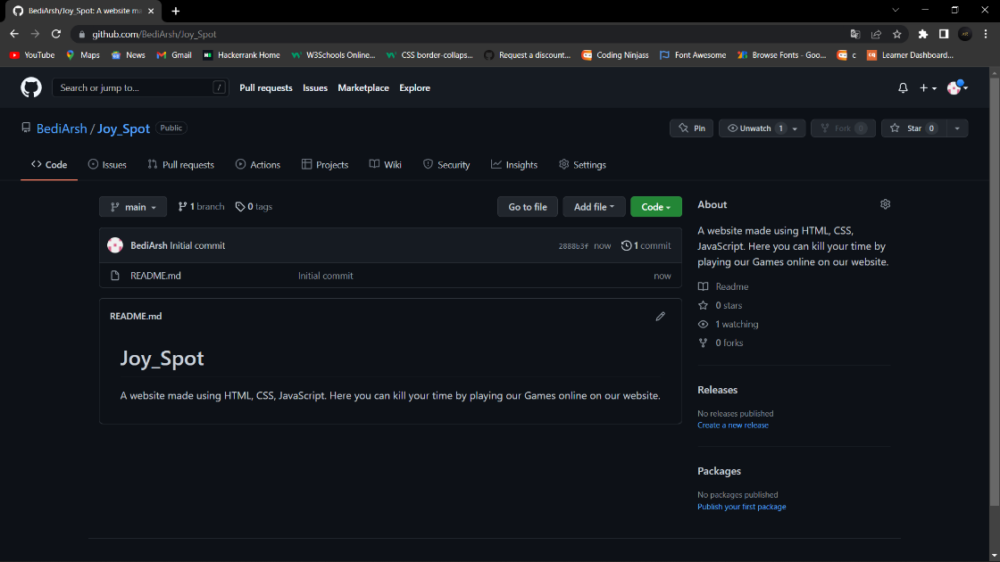 BediArsh/Joy_Spot: A website ma
github.com/BediArsh/Joy_Spot
YouTube Maps News Gmail Hackerrank Home W3Schools Online... CSS border-collaps... Request a discount... Coding Ninjass Font Awesome Browse Fonts - Goo... c Learner Dashboard...
Search or jump to... / Pull requests Issues Marketplace Explore
BediArsh / Joy_Spot Public Pin Unwatch 1 Fork 0 Star 0
Code Issues Pull requests Actions Projects Wiki Security Insights Settings
main 1 branch 0 tags Go to file Add file Code
BediArsh Initial commit 2888b3f now 1 commit
README.md Initial commit now
README.md
Joy_Spot
A website made using HTML, CSS, JavaScript. Here you can kill your time by playing our Games online on our website.
About
A website made using HTML, CSS,
JavaScript. Here you can kill your time by
playing our Games online on our website.
Readme
0 stars
1 watching
0 forks
Releases
No releases published
Create a new release
Packages
No packages published
Publish your first package